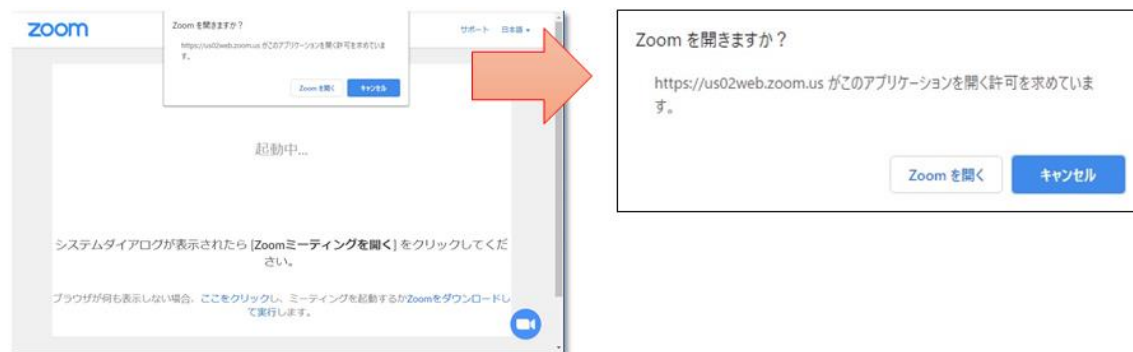 zoom
サポート 日本語
Zoom を開きますか？
https://us02web.zoom.us がこのアプリケーションを開く許可を求めていま
す。
Zoom を開く キャンセル
起動中...
システムダイアログが表示されたら [Zoomミーティングを開く] をクリックしてくだ
さい。
ブラウザが何も表示しない場合、ここをクリックし、ミーティングを起動するかZoomをダウンロードし
て実行します。
Zoom を開きますか？
https://us02web.zoom.us がこのアプリケーションを開く許可を求めていま
す。
Zoom を開く キャンセル